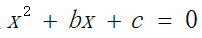 x² + bx + c = 0